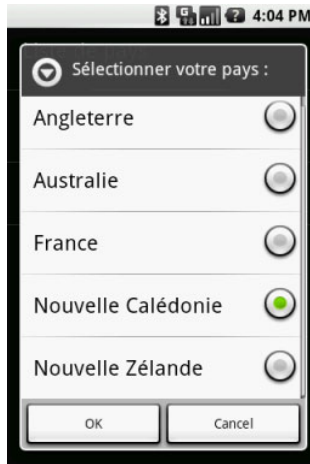 4:04 PM
Sélectionner votre pays :
Angleterre
Australie
France
Nouvelle Calédonie
Nouvelle Zélande
OK
Cancel